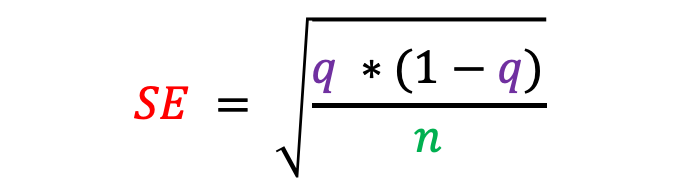 SE = √(q * (1 − q) / n)